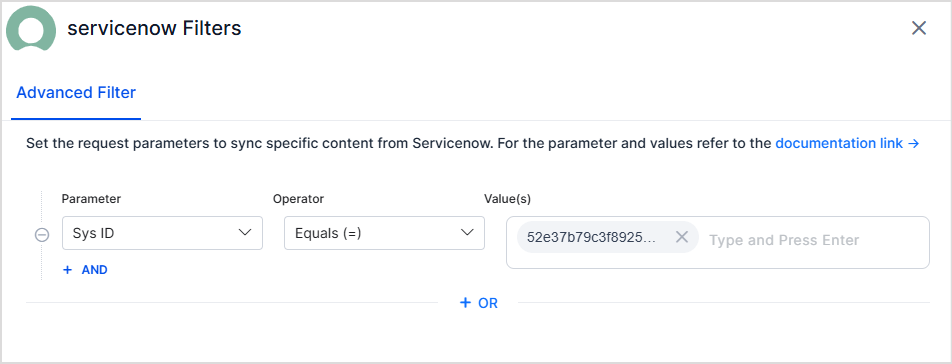 servicenow Filters
Advanced Filter
Set the request parameters to sync specific content from Servicenow. For the parameter and values refer to the documentation link →
Parameter Operator Value(s)
Sys ID Equals (=) 52e37b79c3f8925... Type and Press Enter
+ AND
+ OR